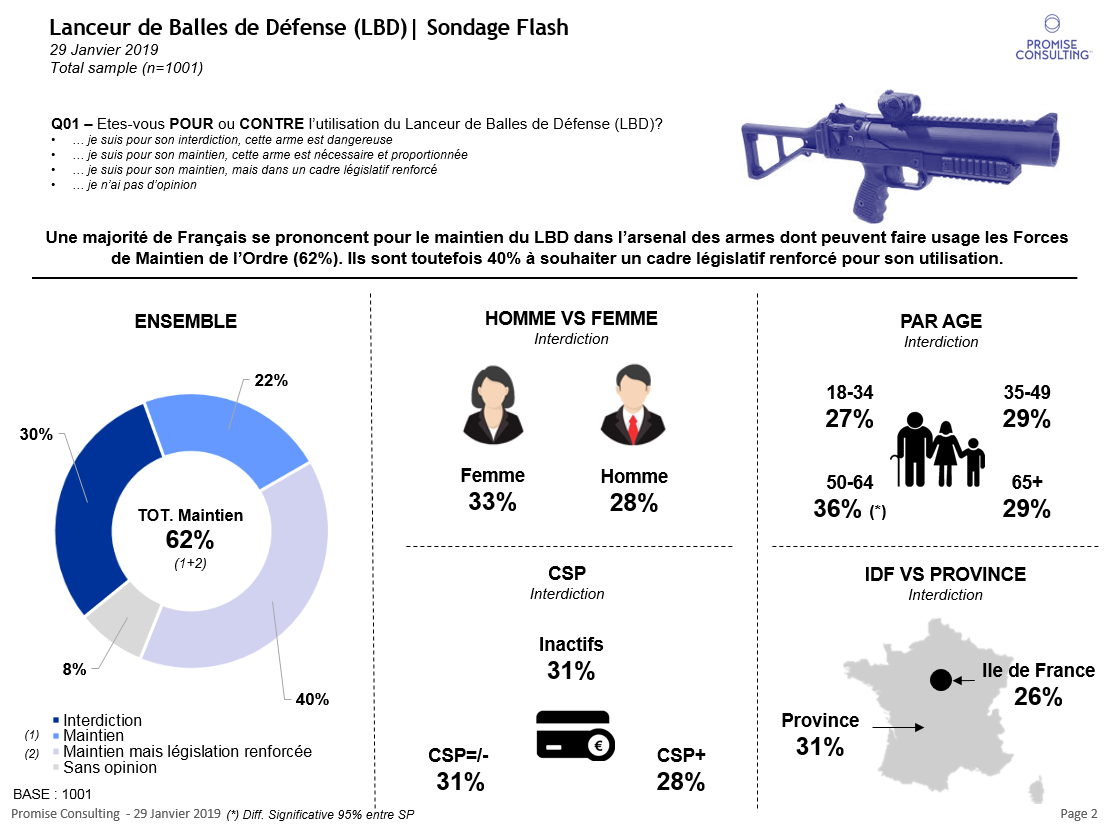 Lanceur de Balles de Défense (LBD)| Sondage Flash
29 Janvier 2019
Total sample (n=1001)
PROMISE
CONSULTING
Q01 – Etes-vous POUR ou CONTRE l’utilisation du Lanceur de Balles de Défense (LBD)?
• … je suis pour son interdiction, cette arme est dangereuse
• … je suis pour son maintien, cette arme est nécessaire et proportionnée
• … je suis pour son maintien, mais dans un cadre législatif renforcé
• … je n’ai pas d’opinion
Une majorité de Français se prononcent pour le maintien du LBD dans l’arsenal des armes dont peuvent faire usage les Forces
de Maintien de l’Ordre (62%). Ils sont toutefois 40% à souhaiter un cadre législatif renforcé pour son utilisation.
ENSEMBLE
22%
30%
TOT. Maintien
62%
(1+2)
8%
40%
Interdiction
(1) Maintien
(2) Maintien mais législation renforcée
Sans opinion
BASE : 1001
HOMME VS FEMME
Interdiction
Femme
33%
Homme
28%
CSP
Interdiction
Inactifs
31%
€
CSP=/-
31%
CSP+
28%
PAR AGE
Interdiction
18-34
27%
35-49
29%
50-64
36% (*)
65+
29%
IDF VS PROVINCE
Interdiction
Ile de France
26%
Province
31%
Promise Consulting - 29 Janvier 2019 (*) Diff. Significative 95% entre SP
Page 2